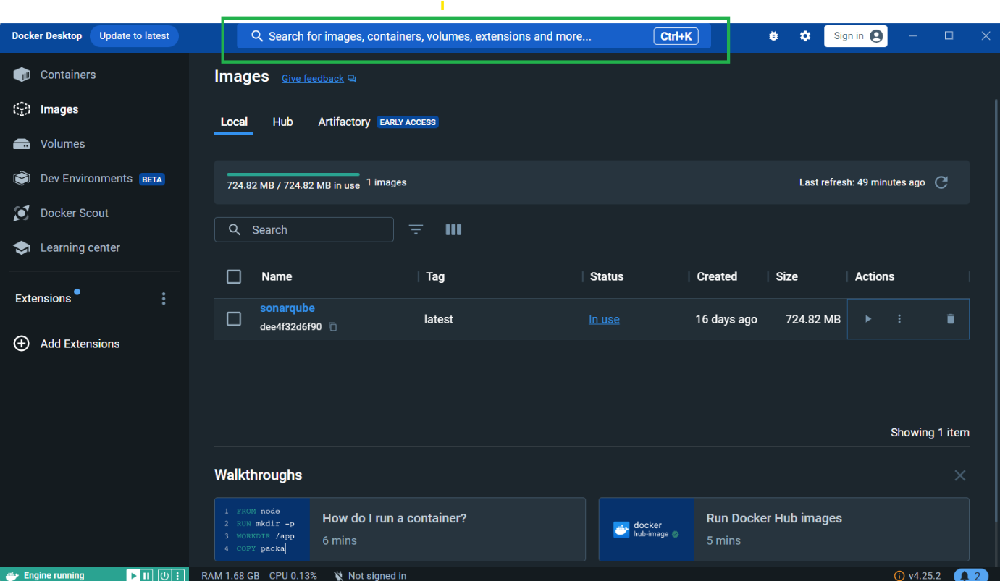 Docker Desktop Update to latest Search for images, containers, volumes, extensions and more... Ctrl+K Sign in
Containers
Images
Volumes
Dev Environments BETA
Docker Scout
Learning center
Extensions
Add Extensions
Images Give feedback
Local Hub Artifactory EARLY ACCESS
724.82 MB / 724.82 MB in use 1 images Last refresh: 49 minutes ago
Search
Name Tag Status Created Size Actions
sonarqube
dee4f32d6f90 latest In use 16 days ago 724.82 MB
Showing 1 item
Walkthroughs
1 FROM node
2 RUN mkdir -p
3 WORKDIR /app
4 COPY packa
How do I run a container?
6 mins
docker
hub-image
Run Docker Hub images
5 mins
Engine running RAM 1.68 GB CPU 0.13% Not signed in v4.25.2 2